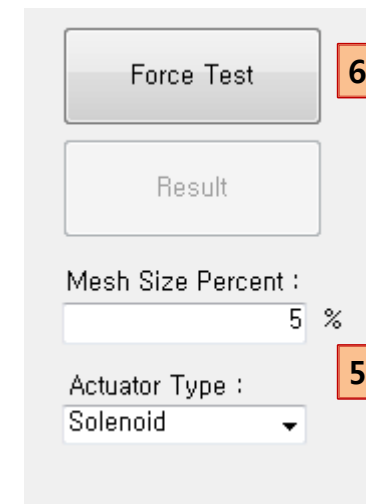 Force Test
6
Result
Mesh Size Percent :
5 %
5
Actuator Type :
Solenoid